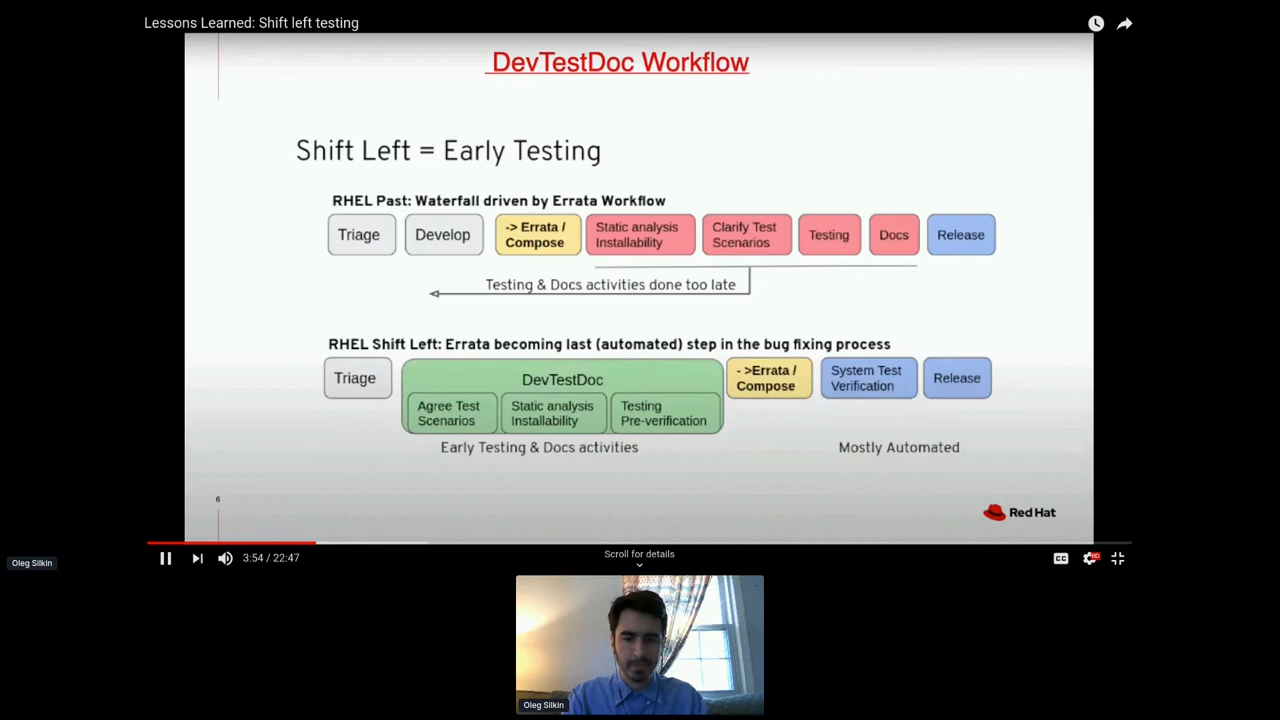 Lessons Learned: Shift left testing
DevTestDoc Workflow
Shift Left = Early Testing
RHEL Past: Waterfall driven by Errata Workflow
Triage
Develop
-> Errata /
Compose
Static analysis
Installability
Clarify Test
Scenarios
Testing
Docs
Release
Testing & Docs activities done too late
RHEL Shift Left: Errata becoming last (automated) step in the bug fixing process
Triage
DevTestDoc
Agree Test
Scenarios
Static analysis
Installability
Testing
Pre-verification
- ->Errata /
Compose
System Test
Verification
Release
Early Testing & Docs activities
Mostly Automated
6
Red Hat
3:54 / 22:47
Scroll for details
CC
HD
Oleg Silkin
Oleg Silkin